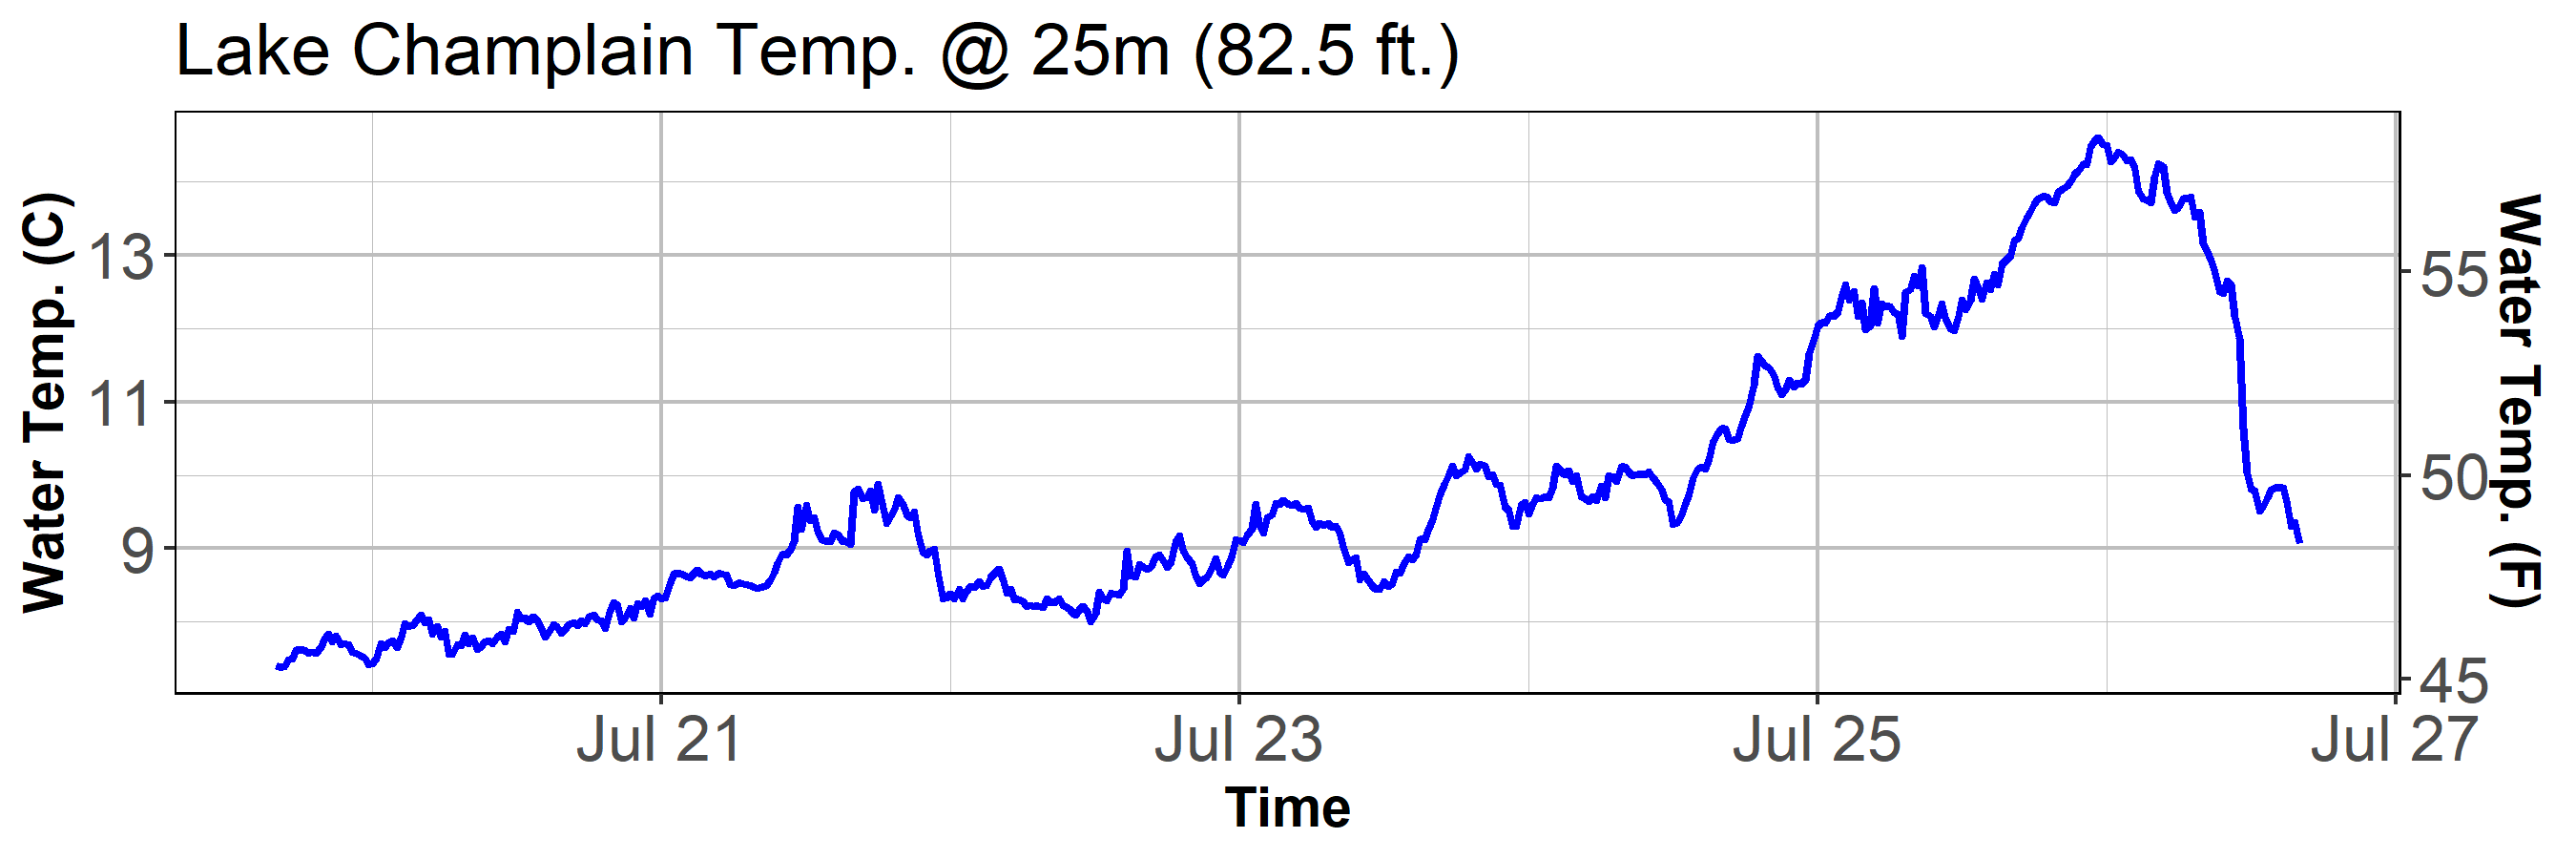 Lake Champlain Temp. @ 25m (82.5 ft.)
Water Temp. (C)
13
11
9
55
50
45
Water Temp. (F)
Jul 21 Jul 23 Jul 25 Jul 27
Time